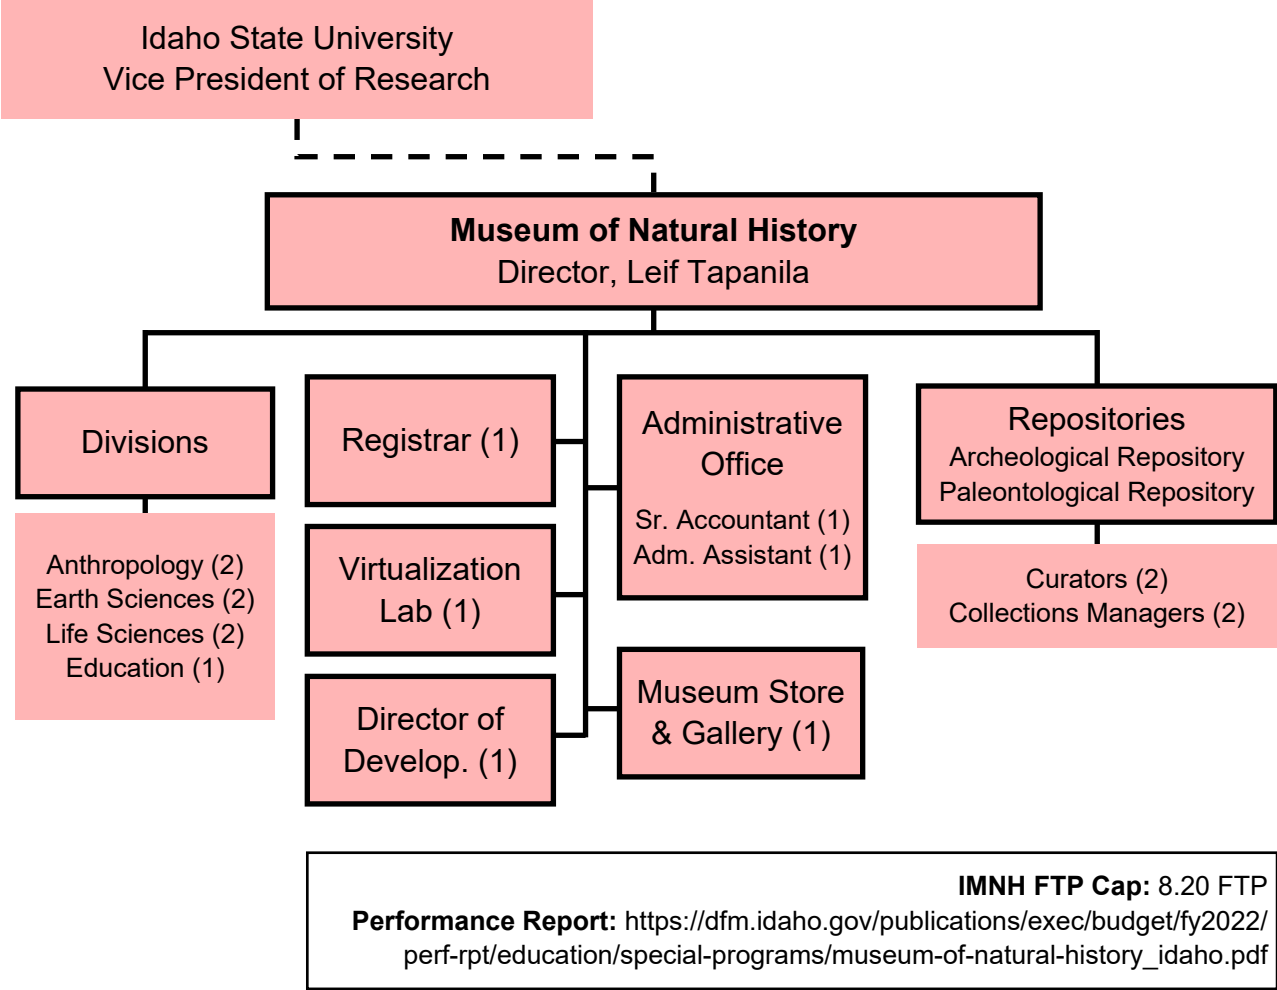 Idaho State University
Vice President of Research
Museum of Natural History
Director, Leif Tapanila
Divisions
Anthropology (2)
Earth Sciences (2)
Life Sciences (2)
Education (1)
Registrar (1)
Virtualization
Lab (1)
Director of
Develop. (1)
Administrative
Office
Sr. Accountant (1)
Adm. Assistant (1)
Museum Store
& Gallery (1)
Repositories
Archeological Repository
Paleontological Repository
Curators (2)
Collections Managers (2)
IMNH FTP Cap: 8.20 FTP
Performance Report: https://dfm.idaho.gov/publications/exec/budget/fy2022/
perf-rpt/education/special-programs/museum-of-natural-history_idaho.pdf